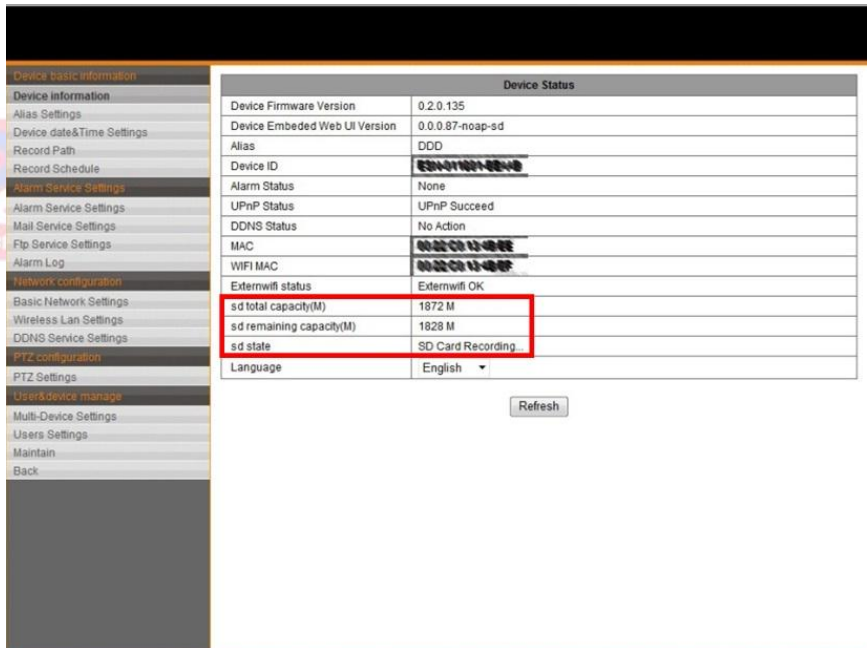 Device basic information
Device information
Alias Settings
Device date&Time Settings
Record Path
Record Schedule
Alarm Service Settings
Alarm Service Settings
Mail Service Settings
Ftp Service Settings
Alarm Log
Network configuration
Basic Network Settings
Wireless Lan Settings
DDNS Service Settings
PTZ configuration
PTZ Settings
User&device manage
Multi-Device Settings
Users Settings
Maintain
Back
Device Status
Device Firmware Version 0.2.0.135
Device Embeded Web UI Version 0.0.0.87-noap-sd
Alias DDD
Device ID
Alarm Status None
UPnP Status UPnP Succeed
DDNS Status No Action
MAC
WIFI MAC
Externwifi status Externwifi OK
sd total capacity(M) 1872 M
sd remaining capacity(M) 1828 M
sd state SD Card Recording...
Language English
Refresh